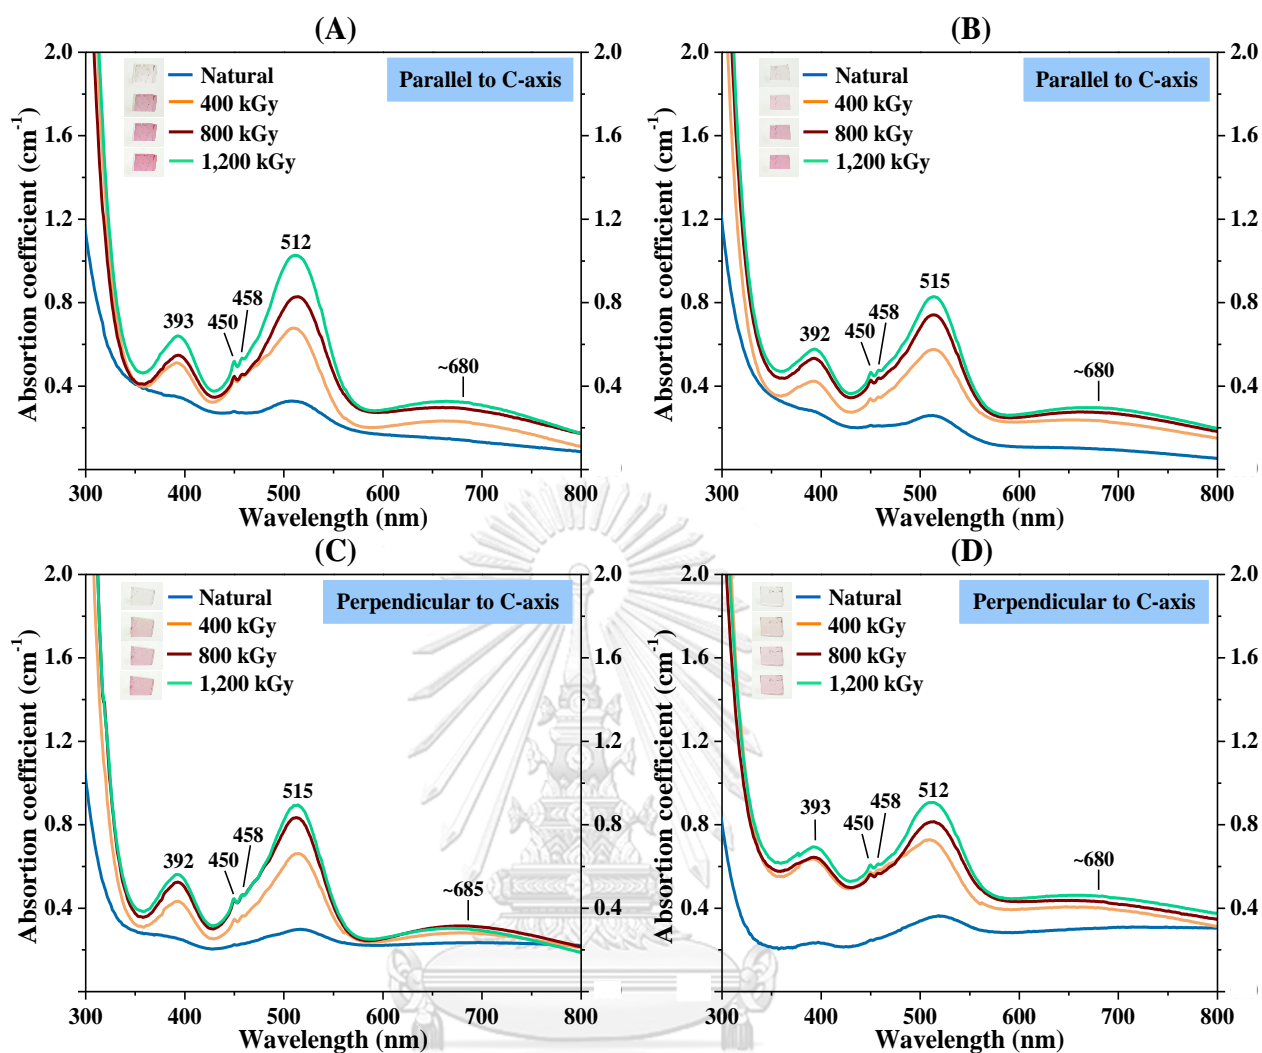 (A)
2.0 2.0
Natural
400 kGy
800 kGy
1,200 kGy
Parallel to C-axis
1.6 1.6
1.2 1.2
0.8 0.8
0.4 0.4
393
450
458
512
~680
Absortion coefficient (cm-1)
300 400 500 600 700 800
Wavelength (nm)
(B)
2.0 2.0
Natural
400 kGy
800 kGy
1,200 kGy
Parallel to C-axis
1.6 1.6
1.2 1.2
0.8 0.8
0.4 0.4
392
450
458
515
~680
Absortion coefficient (cm-1)
300 400 500 600 700 800
Wavelength (nm)
(C)
2.0 2.0
Natural
400 kGy
800 kGy
1,200 kGy
Perpendicular to C-axis
1.6 1.6
1.2 1.2
0.8 0.8
0.4 0.4
392
450
458
515
~685
Absortion coefficient (cm-1)
300 400 500 600 700 800
Wavelength (nm)
(D)
2.0 2.0
Natural
400 kGy
800 kGy
1,200 kGy
Perpendicular to C-axis
1.6 1.6
1.2 1.2
0.8 0.8
0.4 0.4
393
450
458
512
~680
Absortion coefficient (cm-1)
300 400 500 600 700 800
Wavelength (nm)